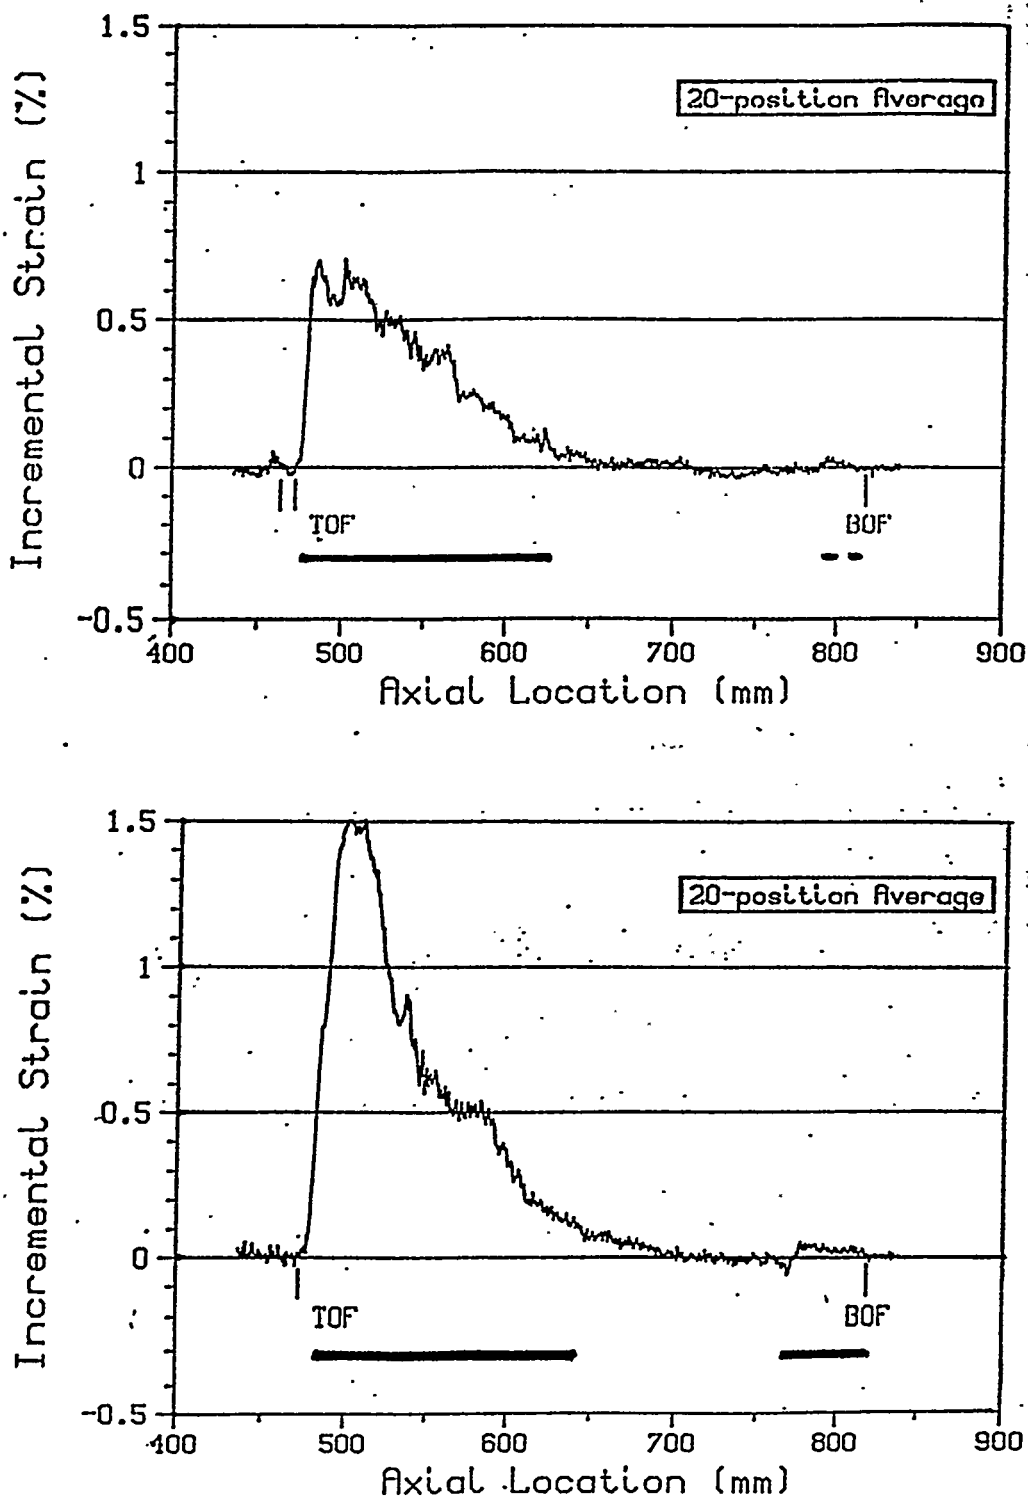 1.5
20-position Average
1
0.5
0
TOF
BOF
-0.5
400
500
600
700
800
900
Incremental Strain (%)
Axial Location (mm)
1.5
20-position Average
1
0.5
0
TOF
BOF
-0.5
400
500
600
700
800
900
Incremental Strain (%)
Axial Location (mm)